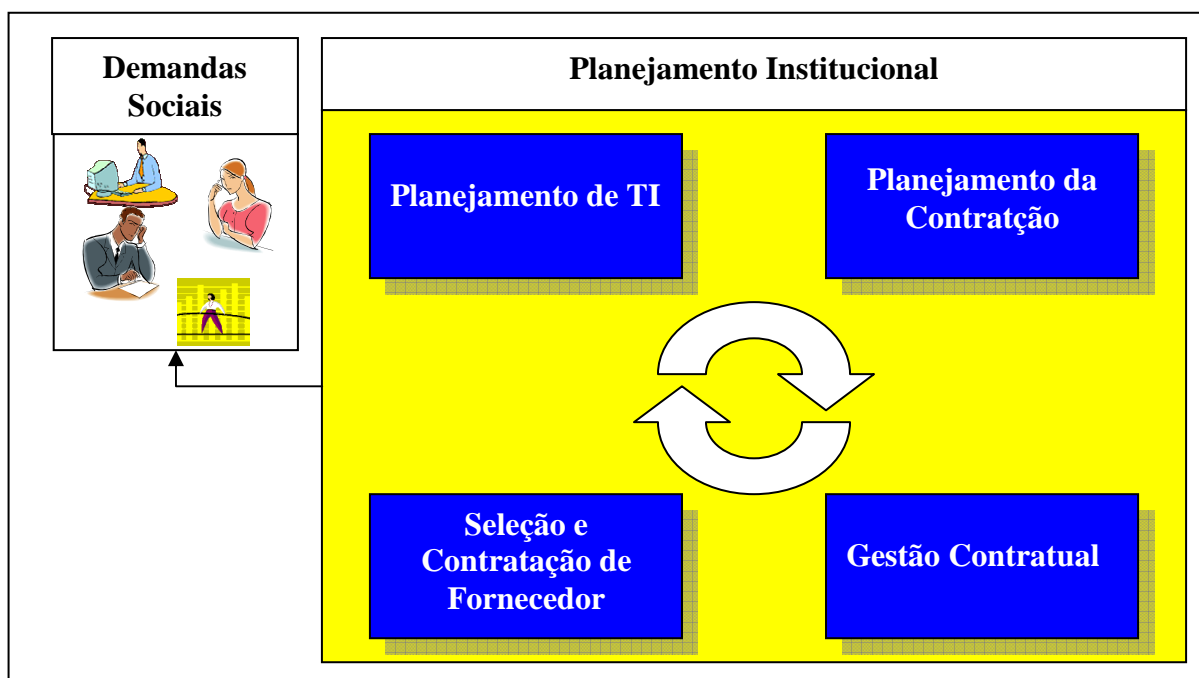 Demandas
Sociais
Planejamento Institucional
Planejamento de TI
Planejamento da
Contratção
Seleção e
Contratação de
Fornecedor
Gestão Contratual